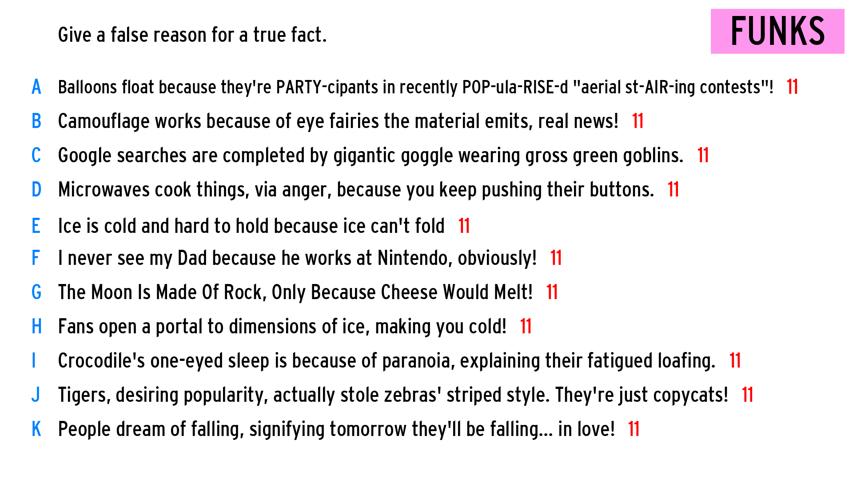 Give a false reason for a true fact.
FUNKS
A Balloons float because they're PARTY-cipants in recently POP-ula-RISE-d "aerial st-AIR-ing contests"! 11
B Camouflage works because of eye fairies the material emits, real news! 11
C Google searches are completed by gigantic goggle wearing gross green goblins. 11
D Microwaves cook things, via anger, because you keep pushing their buttons. 11
E Ice is cold and hard to hold because ice can't fold 11
F I never see my Dad because he works at Nintendo, obviously! 11
G The Moon Is Made Of Rock, Only Because Cheese Would Melt! 11
H Fans open a portal to dimensions of ice, making you cold! 11
I Crocodile's one-eyed sleep is because of paranoia, explaining their fatigued loafing. 11
J Tigers, desiring popularity, actually stole zebras' striped style. They're just copycats! 11
K People dream of falling, signifying tomorrow they'll be falling... in love! 11